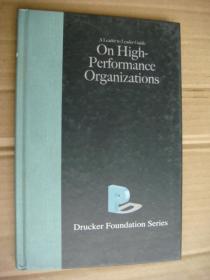 A Leader to Leader Guide
On High-
Performance
Organizations
Drucker Foundation Series